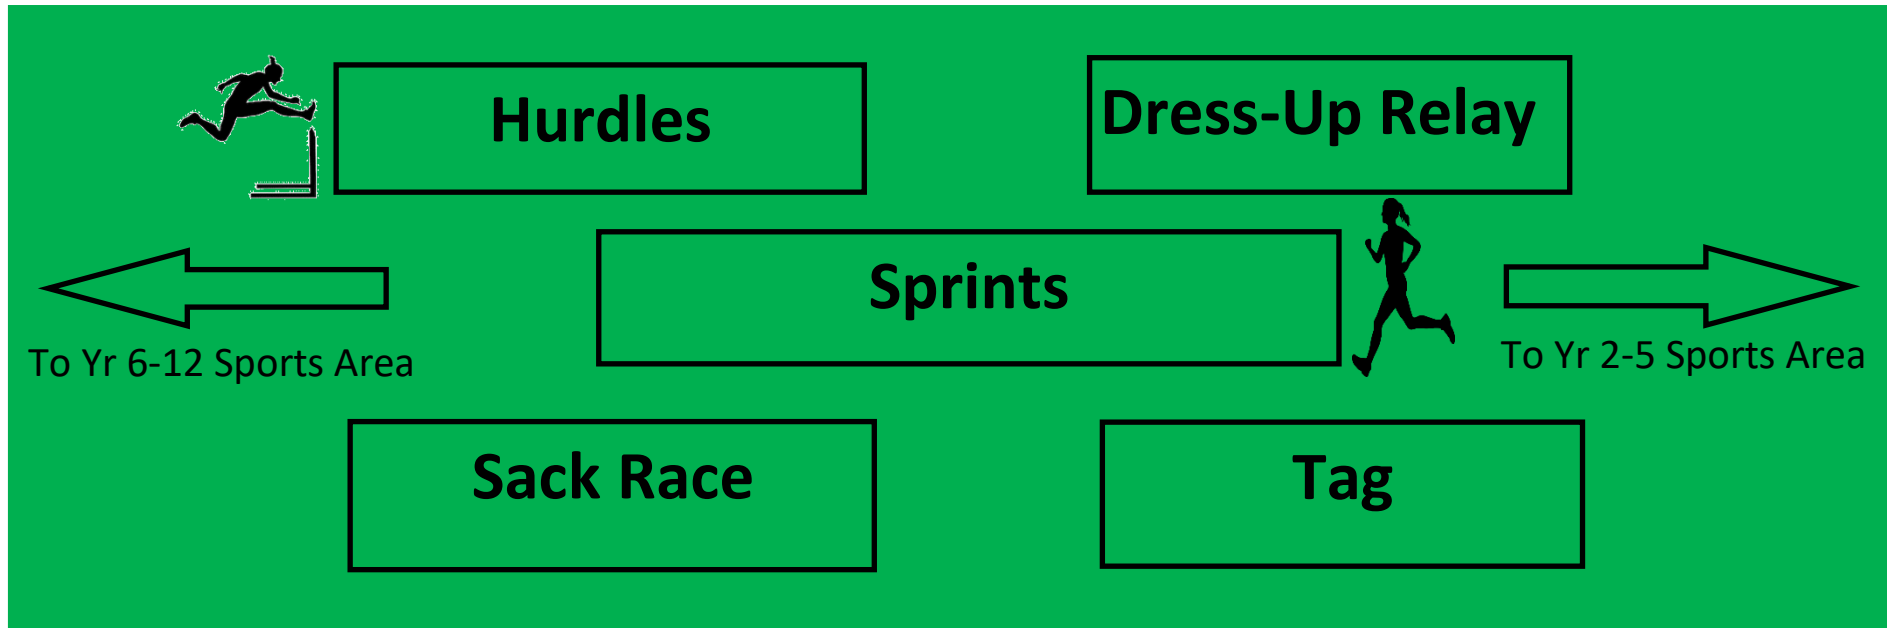 Hurdles
Dress-Up Relay
Sprints
To Yr 6-12 Sports Area
To Yr 2-5 Sports Area
Sack Race
Tag